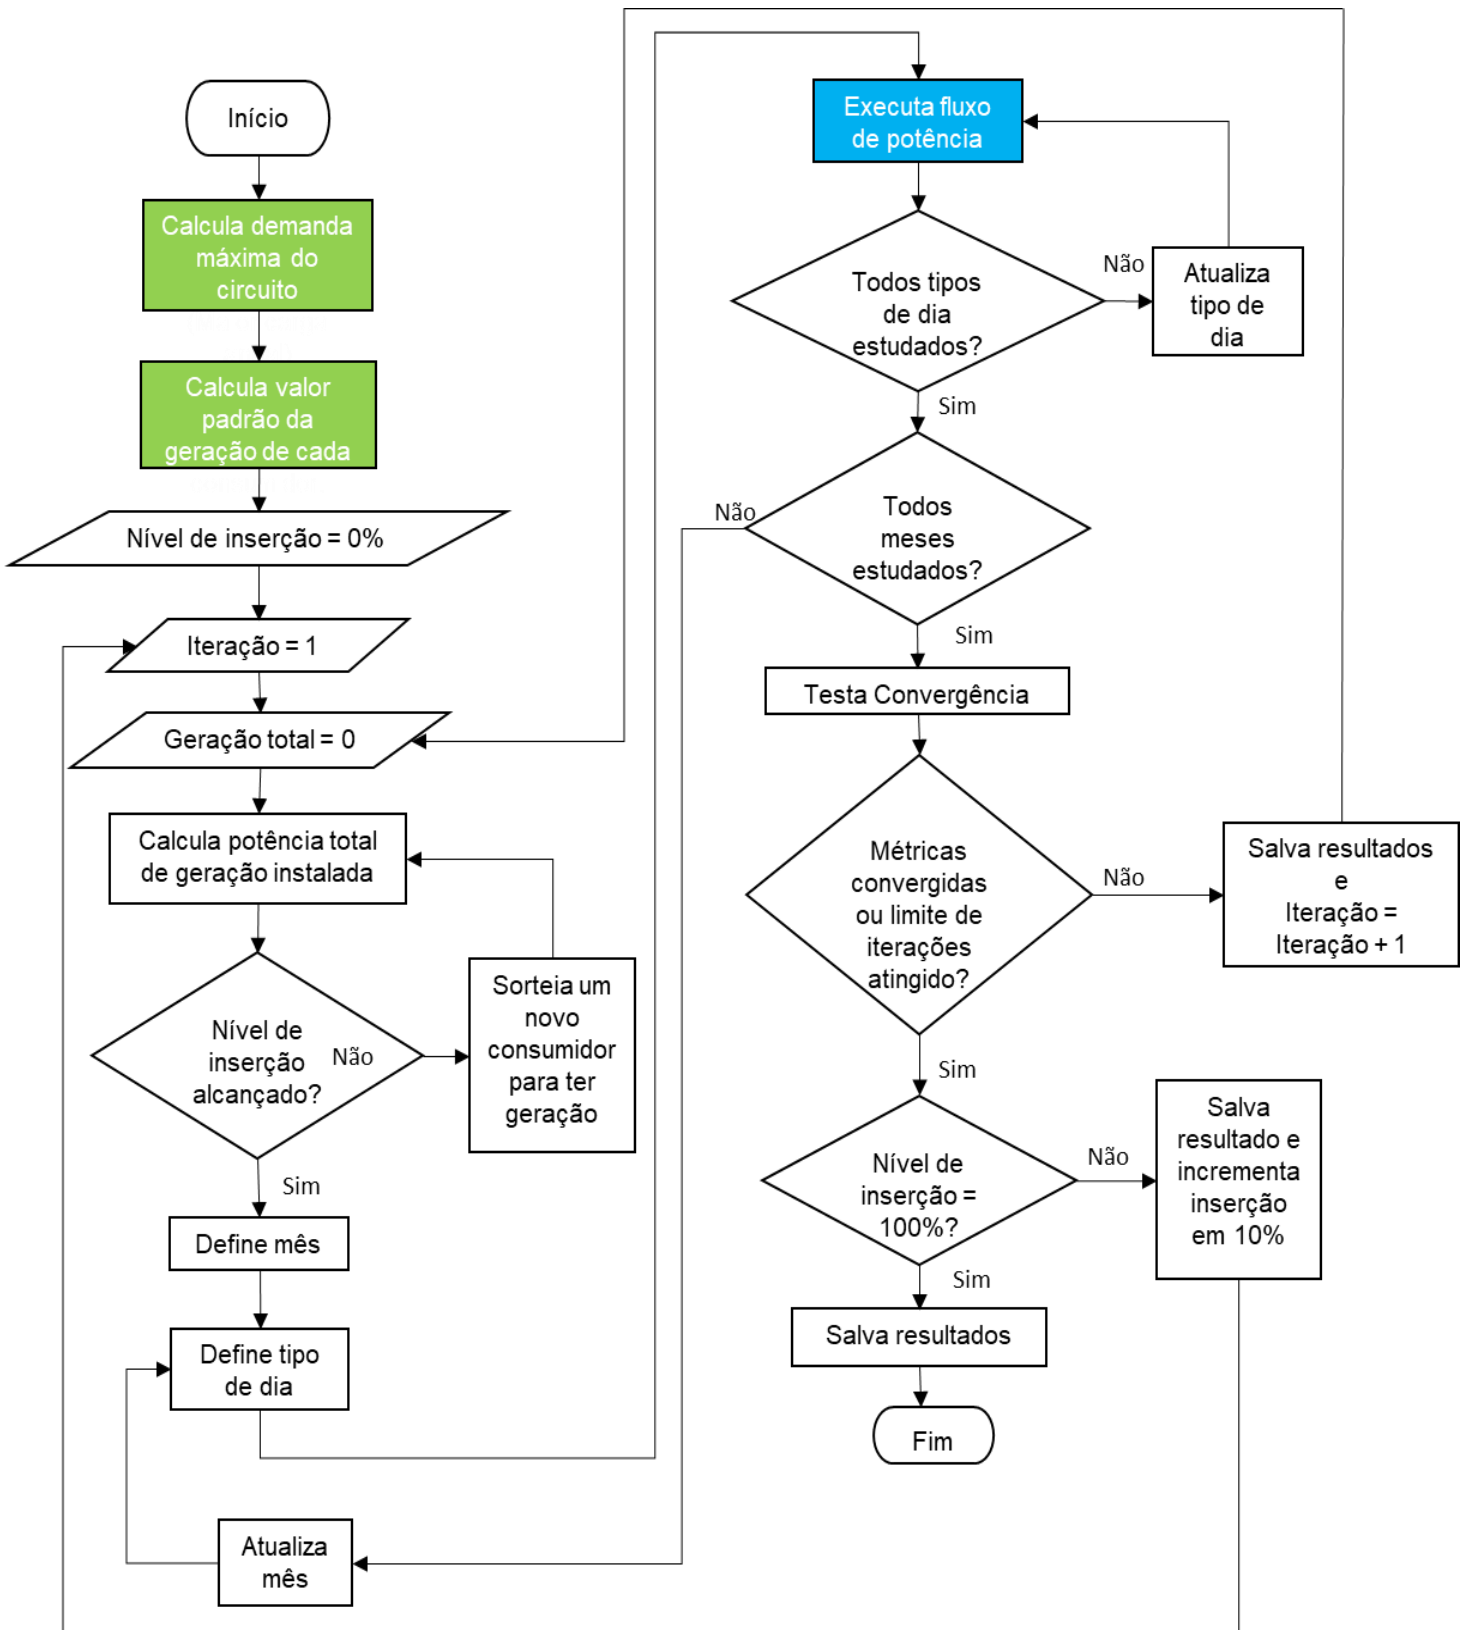 Início
Calcula demanda
máxima do
circuito
Calcula valor
padrão da
geração de cada
Nível de inserção = 0%
Iteração = 1
Geração total = 0
Calcula potência total
de geração instalada
Nível de
inserção
alcançado?
Não
Sorteia um
novo
consumidor
para ter
geração
Sim
Define mês
Define tipo
de dia
Atualiza
mês
Executa fluxo
de potência
Todos tipos
de dia
estudados?
Não
Atualiza
tipo de
dia
Sim
Todos
meses
estudados?
Não
Sim
Testa Convergência
Métricas
convergidas
ou limite de
iterações
atingido?
Não
Salva resultados
e
Iteração =
Iteração + 1
Sim
Nível de
inserção =
100%?
Não
Salva
resultado e
incrementa
inserção
em 10%
Sim
Salva resultados
Fim